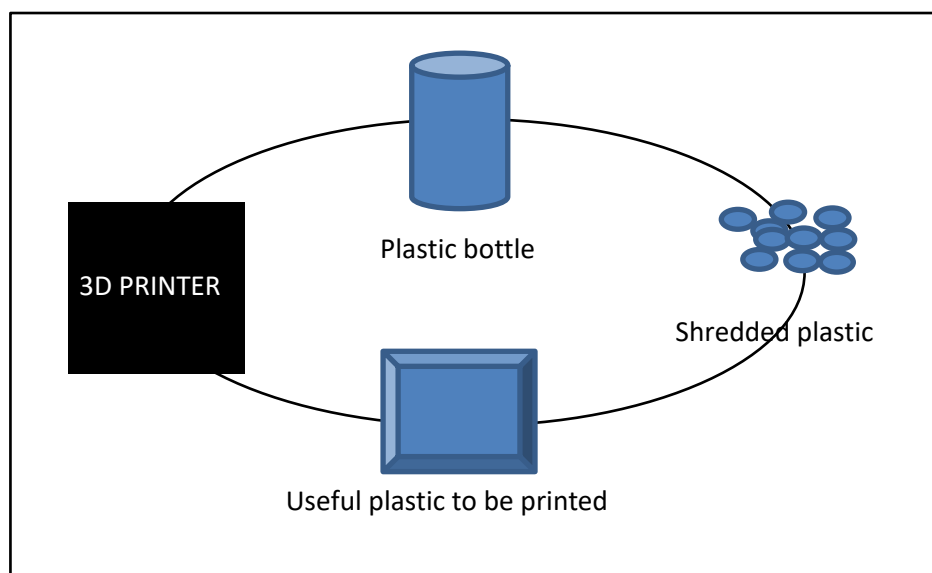 Plastic bottle
3D PRINTER
Shredded plastic
Useful plastic to be printed